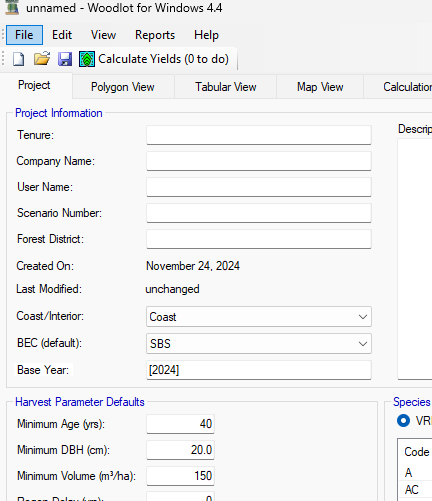 unnamed - Woodlot for Windows 4.4
File Edit View Reports Help
Calculate Yields (0 to do)
Project Polygon View Tabular View Map View Calculation
Project Information
Descrip
Tenure:
Company Name:
User Name:
Scenario Number:
Forest District:
Created On: November 24, 2024
Last Modified: unchanged
Coast/Interior: Coast
BEC (default): SBS
Base Year: [2024]
Harvest Parameter Defaults
Minimum Age (yrs): 40
Minimum DBH (cm): 20.0
Minimum Volume (m³/ha): 150
Regen Delay (yrs): 0
Species
VRI
Code
A
AC